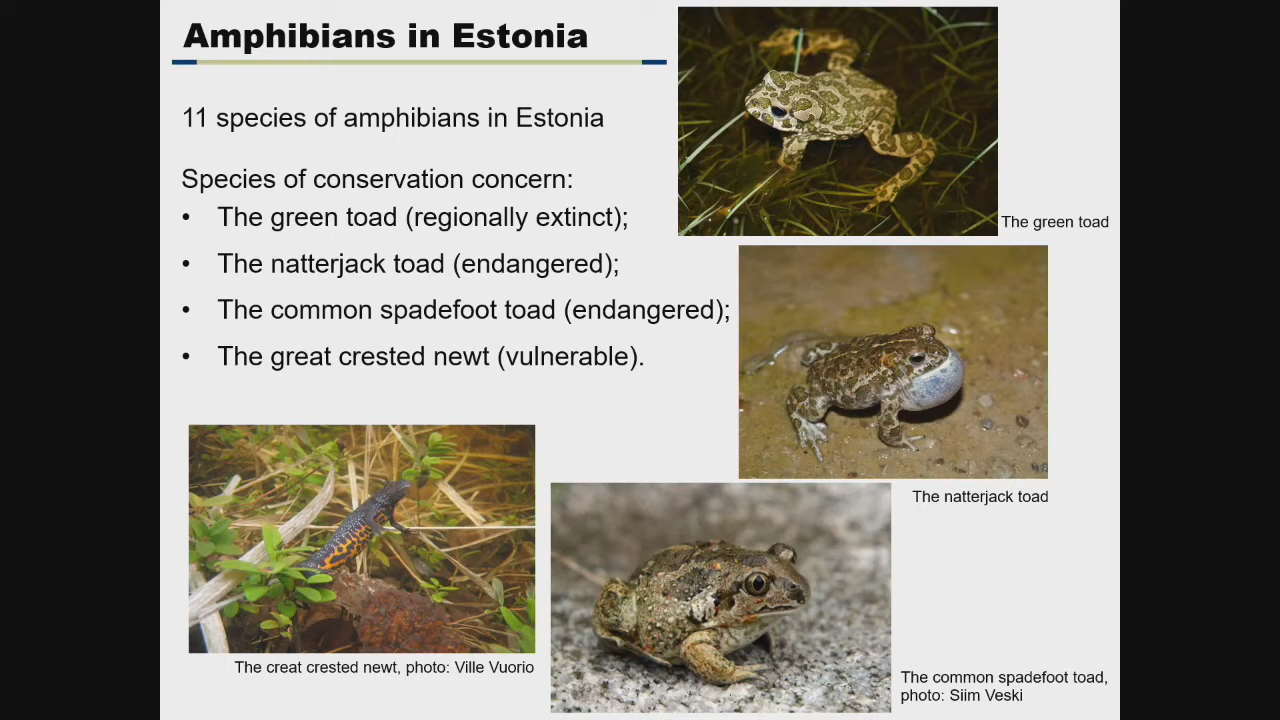 Amphibians in Estonia
11 species of amphibians in Estonia
Species of conservation concern:
• The green toad (regionally extinct);
• The natterjack toad (endangered);
• The common spadefoot toad (endangered);
• The great crested newt (vulnerable).
The green toad
The natterjack toad
The creat crested newt, photo: Ville Vuorio
The common spadefoot toad,
photo: Siim Veski